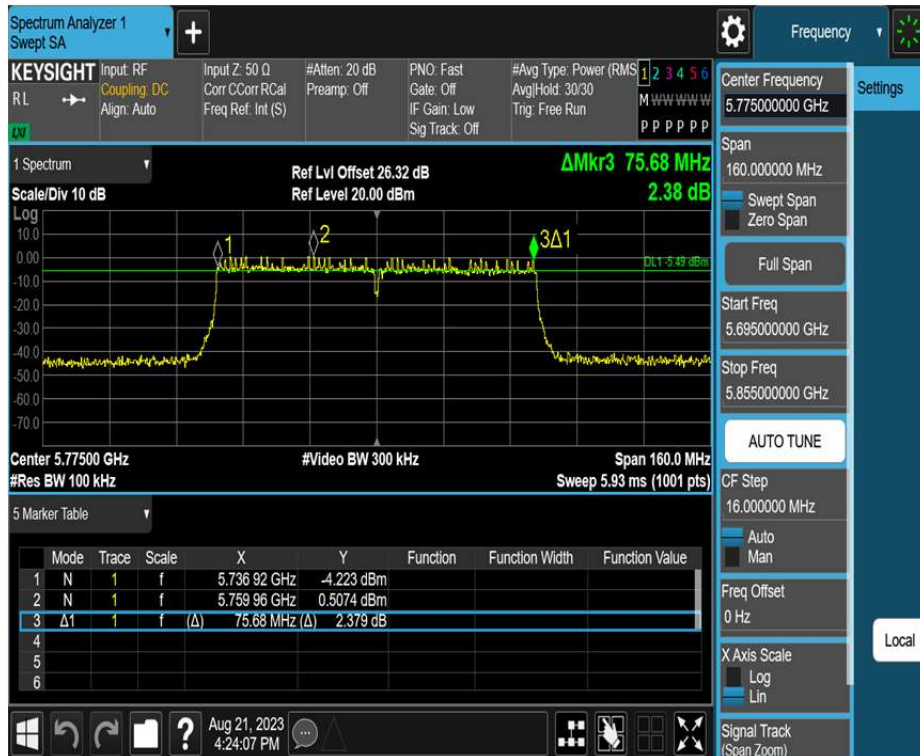 Spectrum Analyzer 1
Swept SA
+
Frequency
KEYSIGHT
RL
LXI
Input: RF
Coupling: DC
Align: Auto
Input Z: 50 Ω
Corr CCorr RCal
Freq Ref: Int (S)
#Atten: 20 dB
Preamp: Off
PNO: Fast
Gate: Off
IF Gain: Low
Sig Track: Off
#Avg Type: Power (RMS
Avg|Hold: 30/30
Trig: Free Run
1 2 3 4 5 6
M W W W W W
P P P P P P
Settings
1 Spectrum
Scale/Div 10 dB
Log
Ref Lvl Offset 26.32 dB
Ref Level 20.00 dBm
ΔMkr3 75.68 MHz
2.38 dB
10.0
0.00
-10.0
-20.0
-30.0
-40.0
-50.0
-60.0
-70.0
1
2
3Δ1
DL1 -5.49 dBm
Center 5.77500 GHz
#Video BW 300 kHz
Span 160.0 MHz
#Res BW 100 kHz
Sweep 5.93 ms (1001 pts)
5 Marker Table
Mode Trace Scale X Y Function Function Width Function Value
1 N 1 f 5.736 92 GHz -4.223 dBm
2 N 1 f 5.759 96 GHz 0.5074 dBm
3 Δ1 1 f (Δ) 75.68 MHz (Δ) 2.379 dB
4
5
6
Center Frequency
5.775000000 GHz
Span
160.000000 MHz
Swept Span
Zero Span
Full Span
Start Freq
5.695000000 GHz
Stop Freq
5.855000000 GHz
AUTO TUNE
CF Step
16.000000 MHz
Auto
Man
Freq Offset
0 Hz
X Axis Scale
Log
Lin
Signal Track
(Span Zoom)
Local
?
Aug 21, 2023
4:24:07 PM